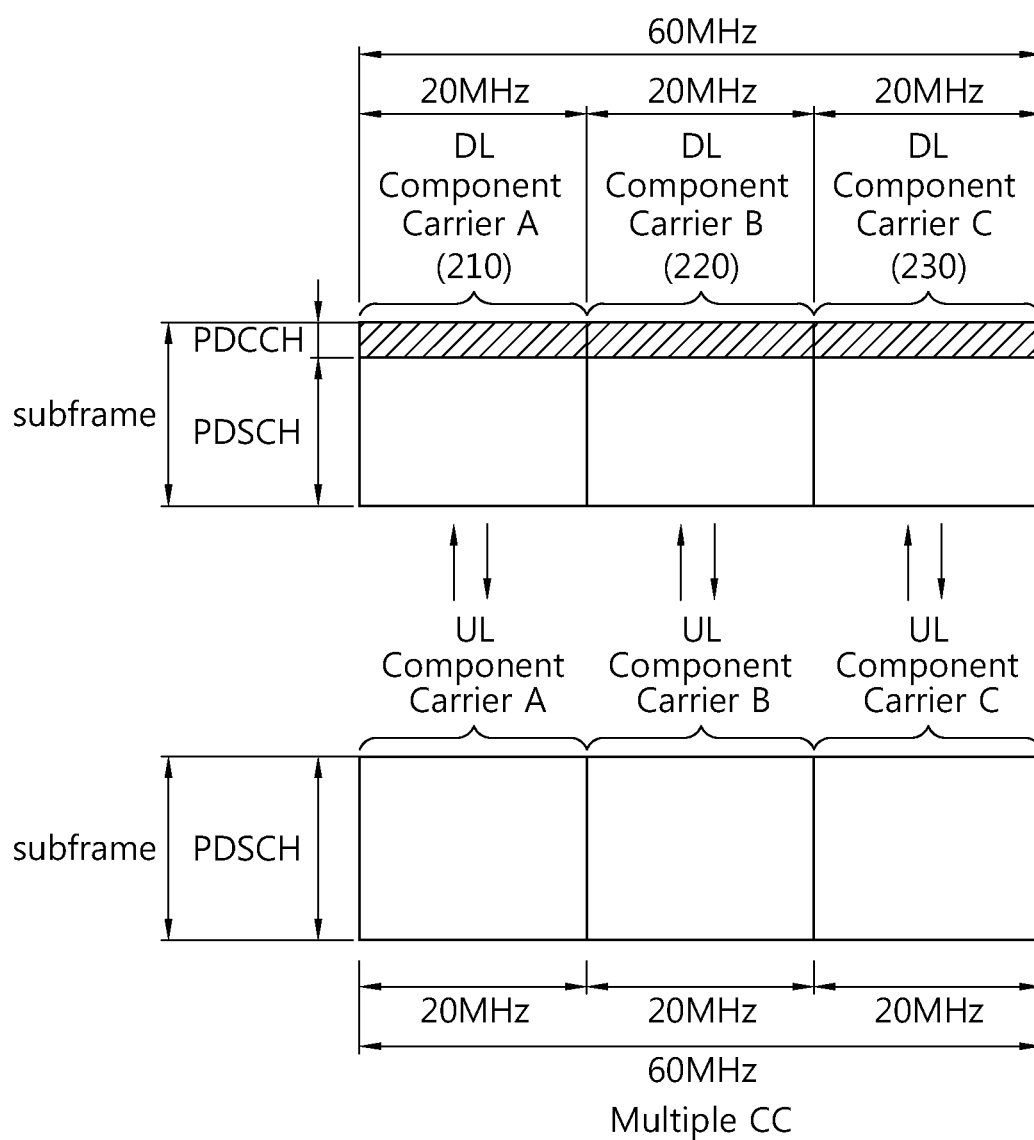 60MHz
20MHz 20MHz 20MHz
DL Component Carrier A (210)
DL Component Carrier B (220)
DL Component Carrier C (230)
PDCCH
subframe
PDSCH
UL Component Carrier A
UL Component Carrier B
UL Component Carrier C
subframe
PDSCH
20MHz 20MHz 20MHz
60MHz
Multiple CC